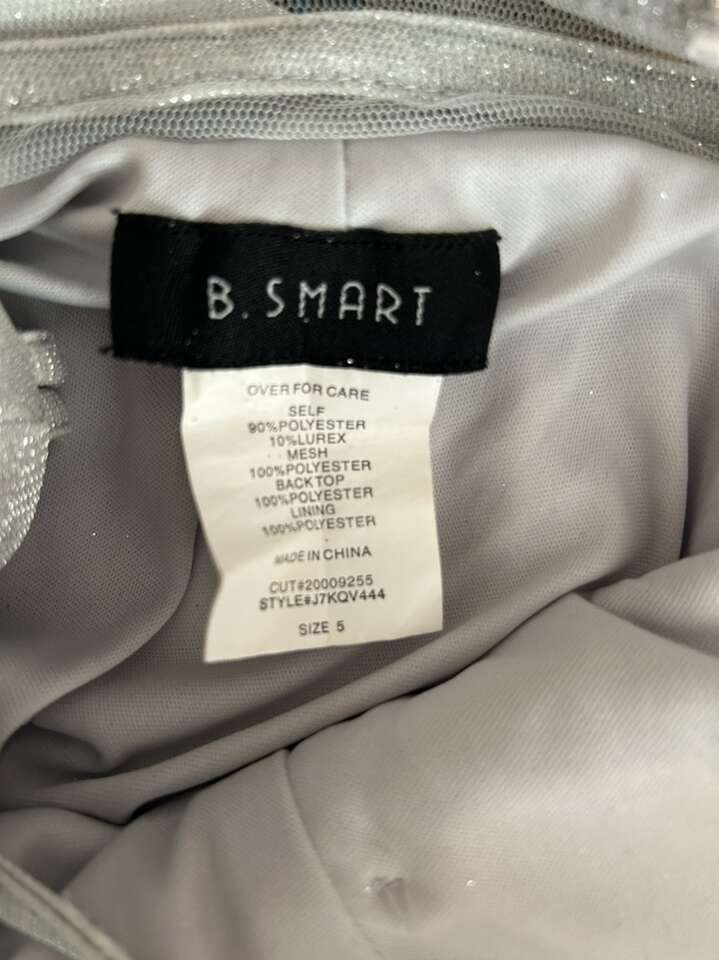 B. SMART
OVER FOR CARE
SELF
90%POLYESTER
10%LUREX
MESH
100%POLYESTER
BACK TOP
100%POLYESTER
LINING
100%POLYESTER
MADE IN CHINA
CUT#20009255
STYLE#J7KQV444
SIZE 5